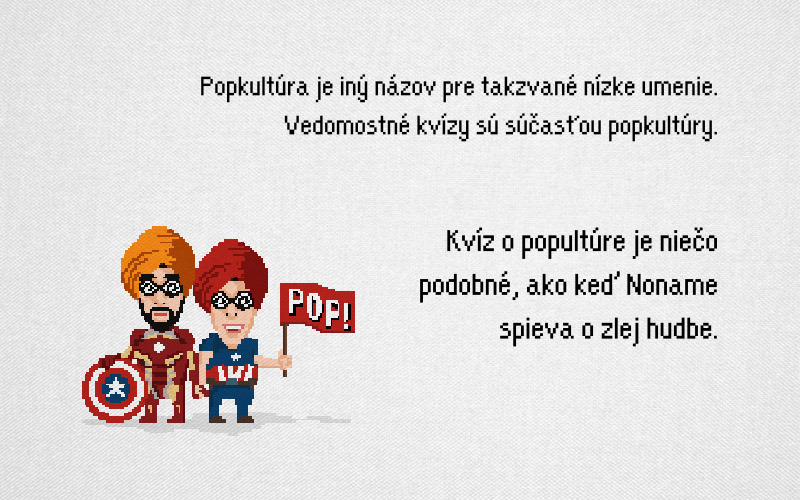 Popkultúra je iný názov pre takzvané nízke umenie.
Vedomostné kvízy sú súčasťou popkultúry.
Kvíz o popultúre je niečo
podobné, ako keď Noname
spieva o zlej hudbe.
POP!